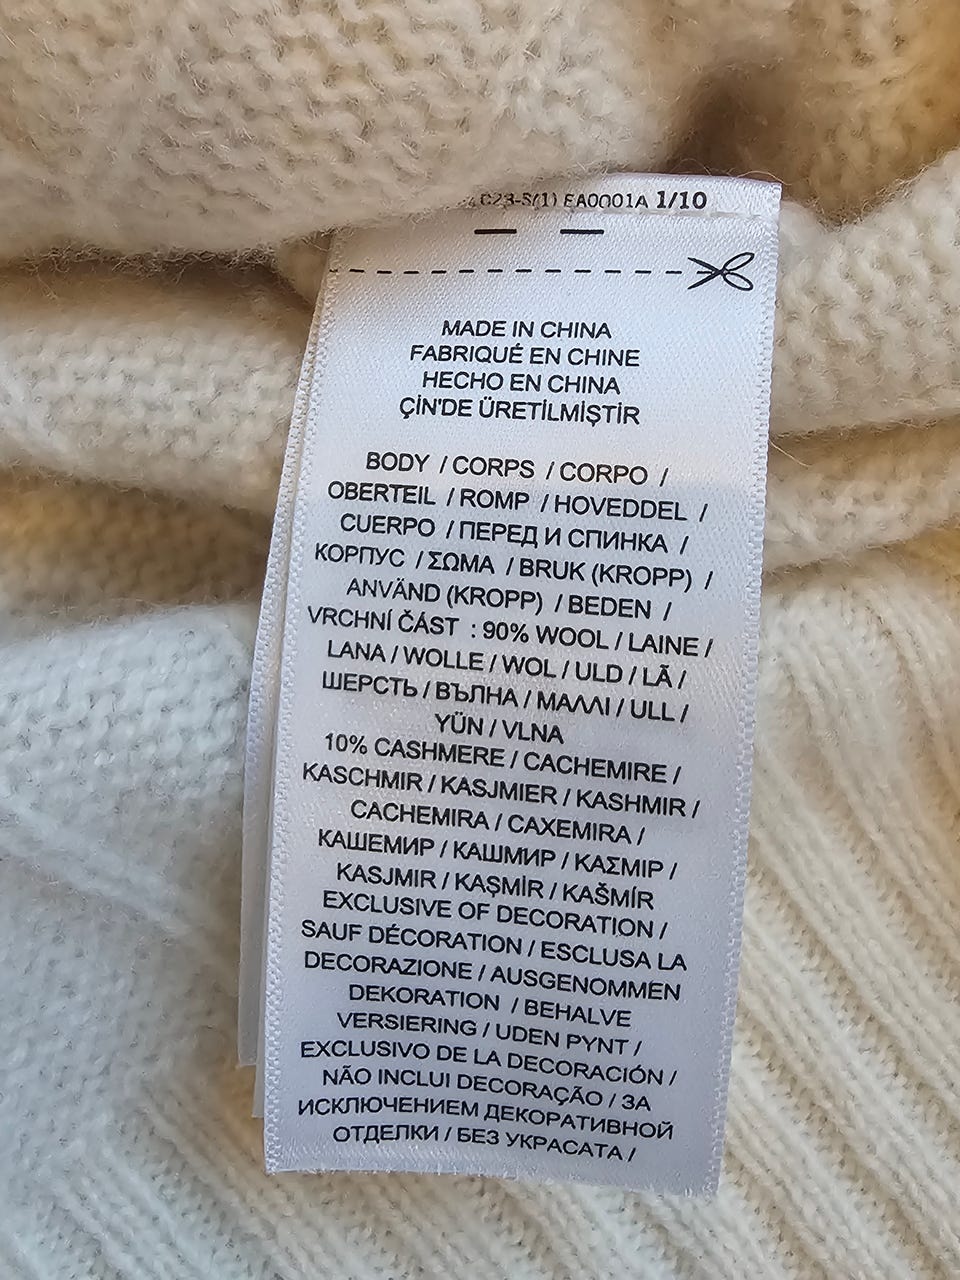 C23-S(1) EA0001A 1/10
MADE IN CHINA
FABRIQUÉ EN CHINE
HECHO EN CHINA
ÇİN'DE ÜRETİLMİŞTİR
BODY / CORPS / CORPO /
OBERTEIL / ROMP / HOVEDDEL /
CUERPO / ПЕРЕД И СПИНКА /
КОРПУС / ΣΩΜΑ / BRUK (KROPP) /
ANVÄND (KROPP) / BEDEN /
VRCHNÍ ČÁST : 90% WOOL / LAINE /
LANA / WOLLE / WOL / ULD / LÃ /
ШЕРСТЬ / ВЪЛНА / ΜΑΛΛΙ / ULL /
YÜN / VLNA
10% CASHMERE / CACHEMIRE /
KASCHMIR / KASJMIER / KASHMIR /
CACHEMIRA / CAXEMIRA /
КАШЕМИР / КАШМИР / ΚΑΣΜΙΡ /
KASJMIR / KAŞMİR / KAŠMÍR
EXCLUSIVE OF DECORATION /
SAUF DÉCORATION / ESCLUSA LA
DECORAZIONE / AUSGENOMMEN
DEKORATION / BEHALVE
VERSIERING / UDEN PYNT /
EXCLUSIVO DE LA DECORACIÓN /
NÃO INCLUI DECORAÇÃO / ЗА
ИСКЛЮЧЕНИЕМ ДЕКОРАТИВНОЙ
ОТДЕЛКИ / БЕЗ УКРАСАТА /